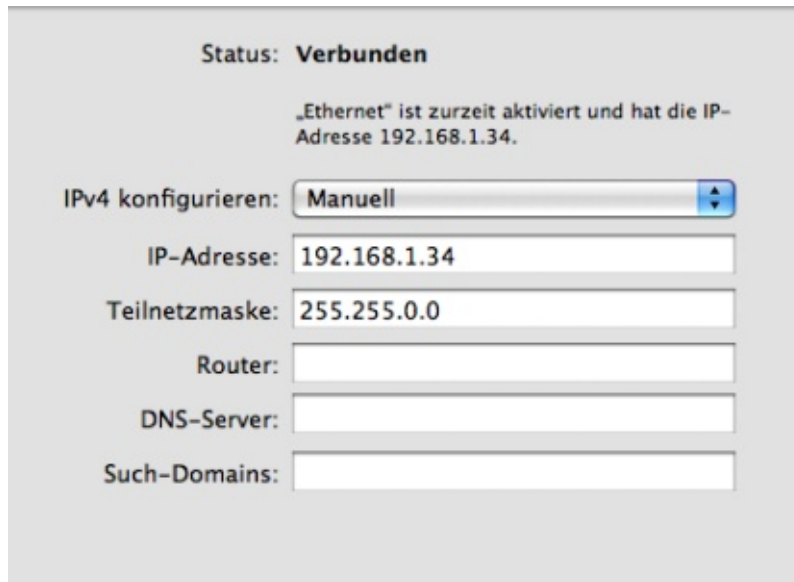 Status: Verbunden
„Ethernet“ ist zurzeit aktiviert und hat die IP-
Adresse 192.168.1.34.
IPv4 konfigurieren: Manuell
IP-Adresse: 192.168.1.34
Teilnetzmaske: 255.255.0.0
Router:
DNS-Server:
Such-Domains: